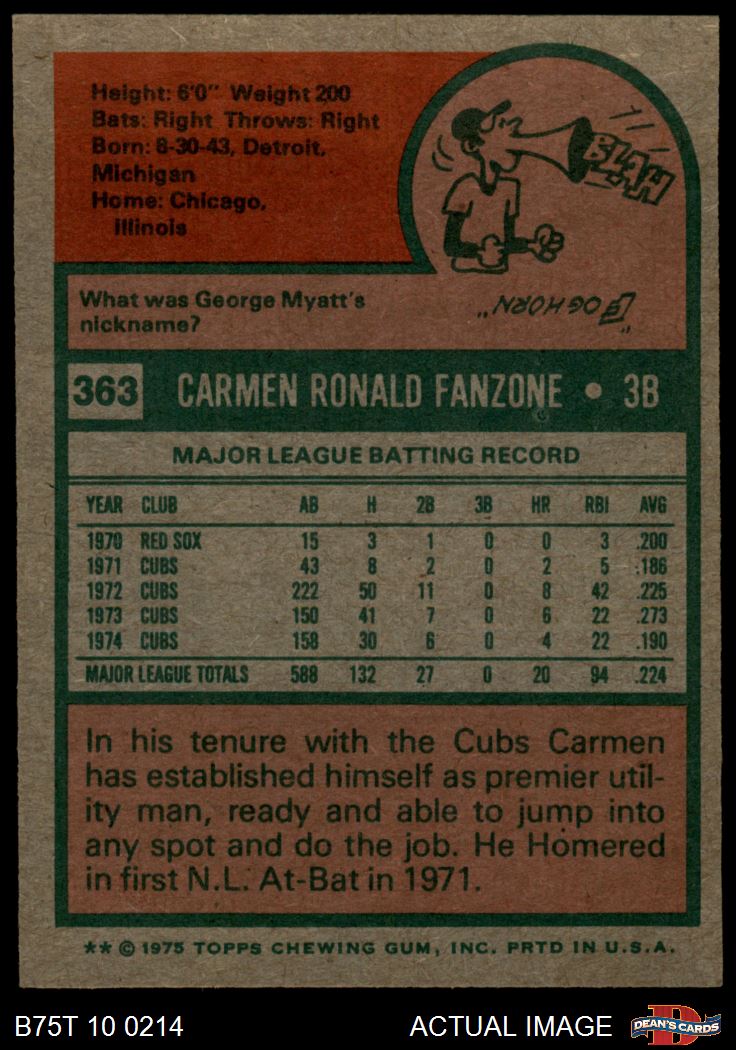 Height: 6'0" Weight 200
Bats: Right Throws: Right
Born: 8-30-43, Detroit,
Michigan
Home: Chicago,
Illinois
BLAH
What was George Myatt's
nickname?
"FOGHORN"
363 CARMEN RONALD FANZONE • 3B
MAJOR LEAGUE BATTING RECORD
YEAR CLUB AB H 2B 3B HR RBI AVG
1970 RED SOX 15 3 1 0 0 3 .200
1971 CUBS 43 8 2 0 2 5 .186
1972 CUBS 222 50 11 0 8 42 .225
1973 CUBS 150 41 7 0 6 22 .273
1974 CUBS 158 30 6 0 4 22 .190
MAJOR LEAGUE TOTALS 588 132 27 0 20 94 .224
In his tenure with the Cubs Carmen
has established himself as premier util-
ity man, ready and able to jump into
any spot and do the job. He Homered
in first N.L. At-Bat in 1971.
** © 1975 TOPPS CHEWING GUM, INC. PRTD IN U.S.A.
B75T 10 0214 ACTUAL IMAGE DEAN'S CARDS